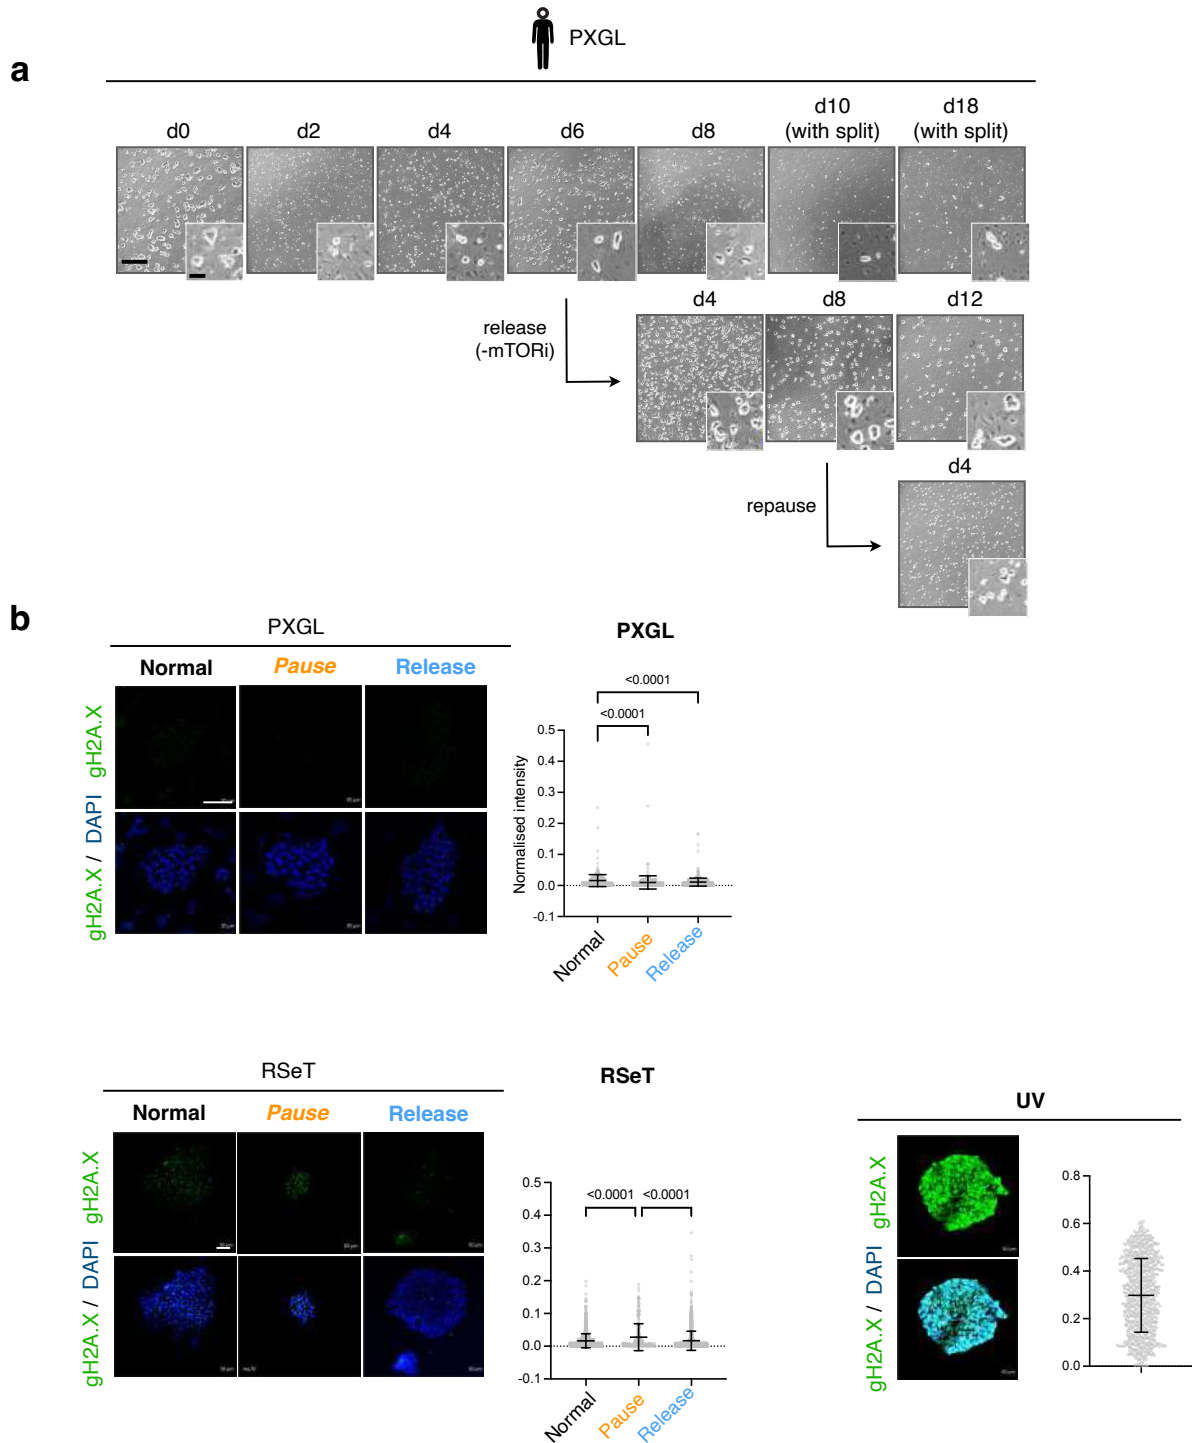 PXGL
a
d0 d2 d4 d6 d8 d10 (with split) d18 (with split)
release
(-mTORi)
d4 d8 d12
repause
d4
b
PXGL
Normal Pause Release
gH2A.X
gH2A.X / DAPI
PXGL
<0.0001
<0.0001
Normalised intensity
0.5
0.4
0.3
0.2
0.1
0.0
-0.1
Normal Pause Release
RSeT
Normal Pause Release
gH2A.X
gH2A.X / DAPI
RSeT
<0.0001 <0.0001
0.5
0.4
0.3
0.2
0.1
0.0
-0.1
Normal Pause Release
UV
gH2A.X
gH2A.X / DAPI
0.8
0.6
0.4
0.2
0.0